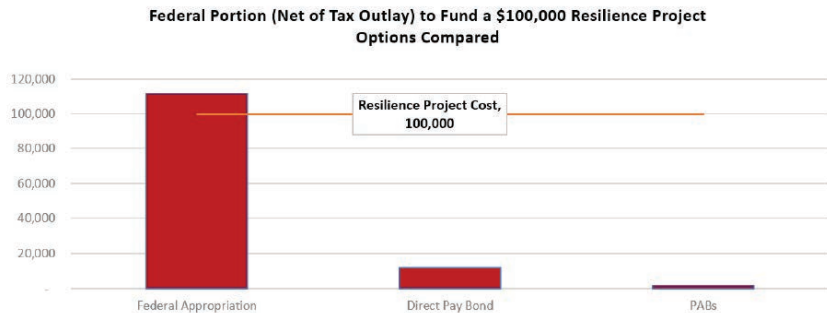 Federal Portion (Net of Tax Outlay) to Fund a $100,000 Resilience Project
Options Compared
120,000
100,000
80,000
60,000
40,000
20,000
-
Resilience Project Cost,
100,000
Federal Appropriation
Direct Pay Bond
PABs